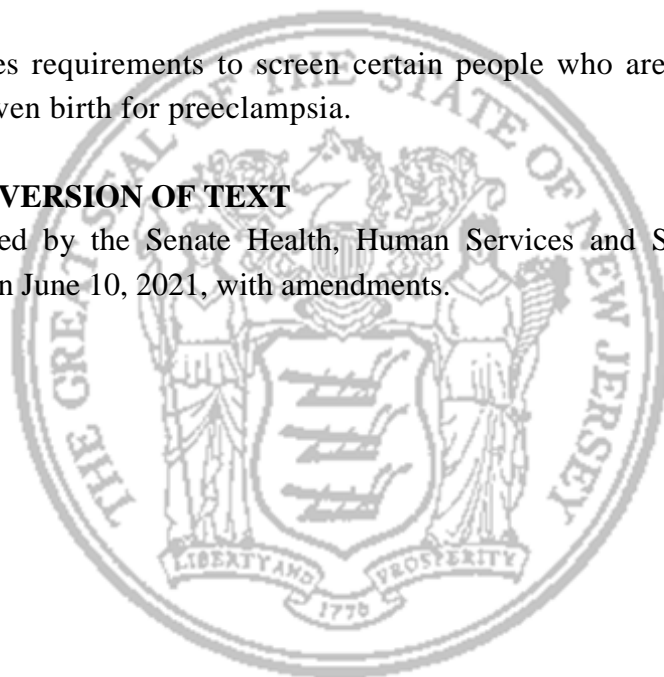 es requirements to screen certain people who are
ven birth for preeclampsia.
VERSION OF TEXT
ed by the Senate Health, Human Services and S
n June 10, 2021, with amendments.
THE GREAT SEAL OF THE STATE OF NEW JERSEY
LIBERTY AND PROSPERITY
1776